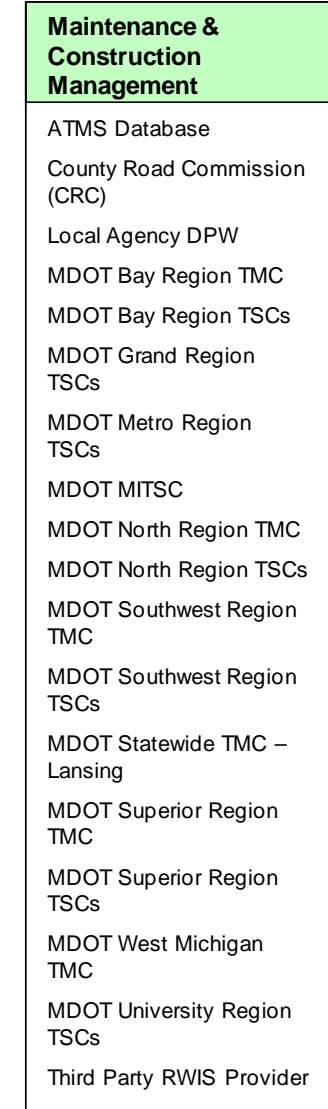 Maintenance &
Construction
Management
ATMS Database
County Road Commission
(CRC)
Local Agency DPW
MDOT Bay Region TMC
MDOT Bay Region TSCs
MDOT Grand Region
TSCs
MDOT Metro Region
TSCs
MDOT MITSC
MDOT North Region TMC
MDOT North Region TSCs
MDOT Southwest Region
TMC
MDOT Southwest Region
TSCs
MDOT Statewide TMC –
Lansing
MDOT Superior Region
TMC
MDOT Superior Region
TSCs
MDOT West Michigan
TMC
MDOT University Region
TSCs
Third Party RWIS Provider